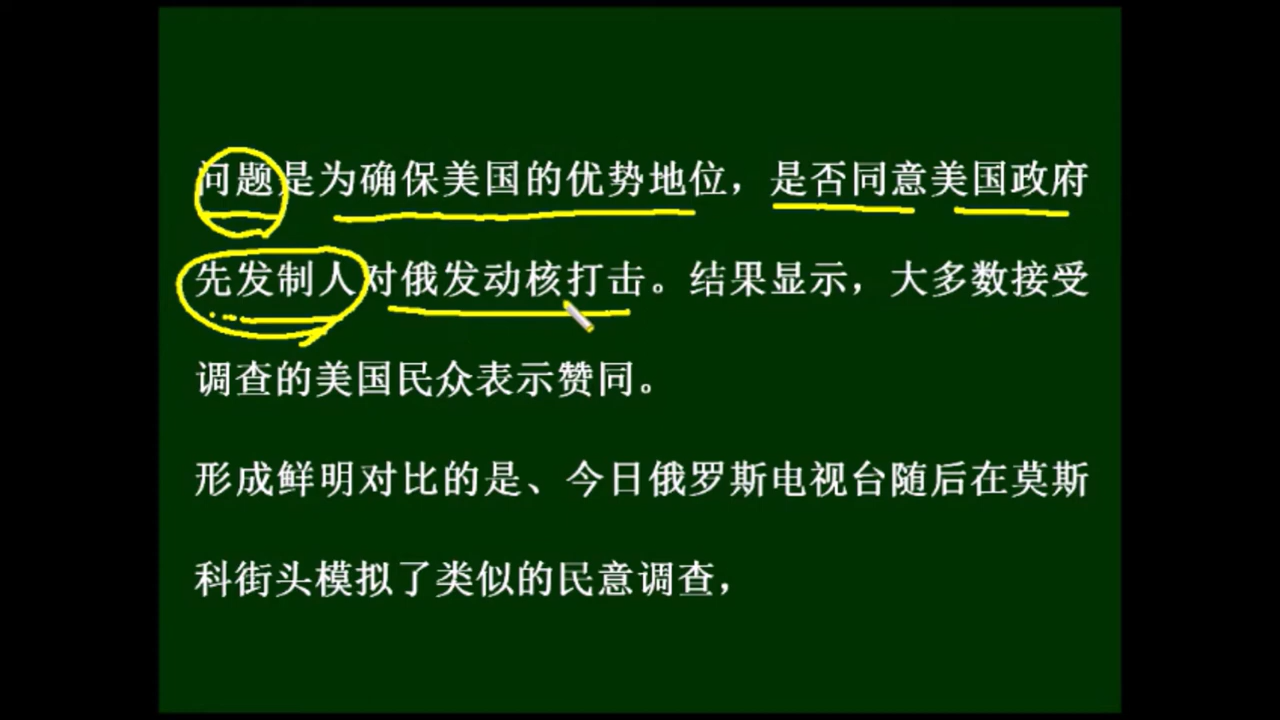 问题是为确保美国的优势地位，是否同意美国政府
先发制人对俄发动核打击。结果显示，大多数接受
调查的美国民众表示赞同。
形成鲜明对比的是、今日俄罗斯电视台随后在莫斯
科街头模拟了类似的民意调查，